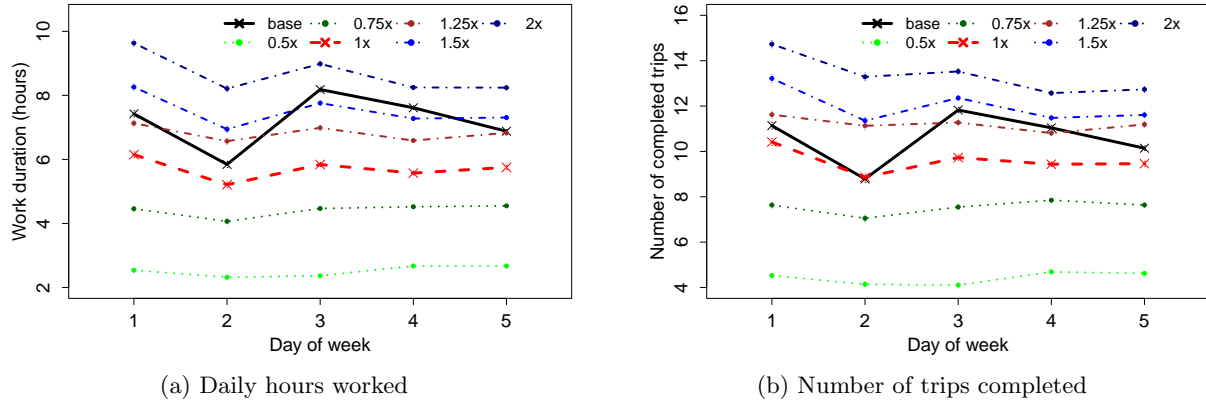 base 0.75x 1.25x 2x
0.5x 1x 1.5x
Work duration (hours)
10
8
6
4
2
1 2 3 4 5
Day of week
(a) Daily hours worked
base 0.75x 1.25x 2x
0.5x 1x 1.5x
Number of completed trips
16
14
12
10
8
6
4
1 2 3 4 5
Day of week
(b) Number of trips completed